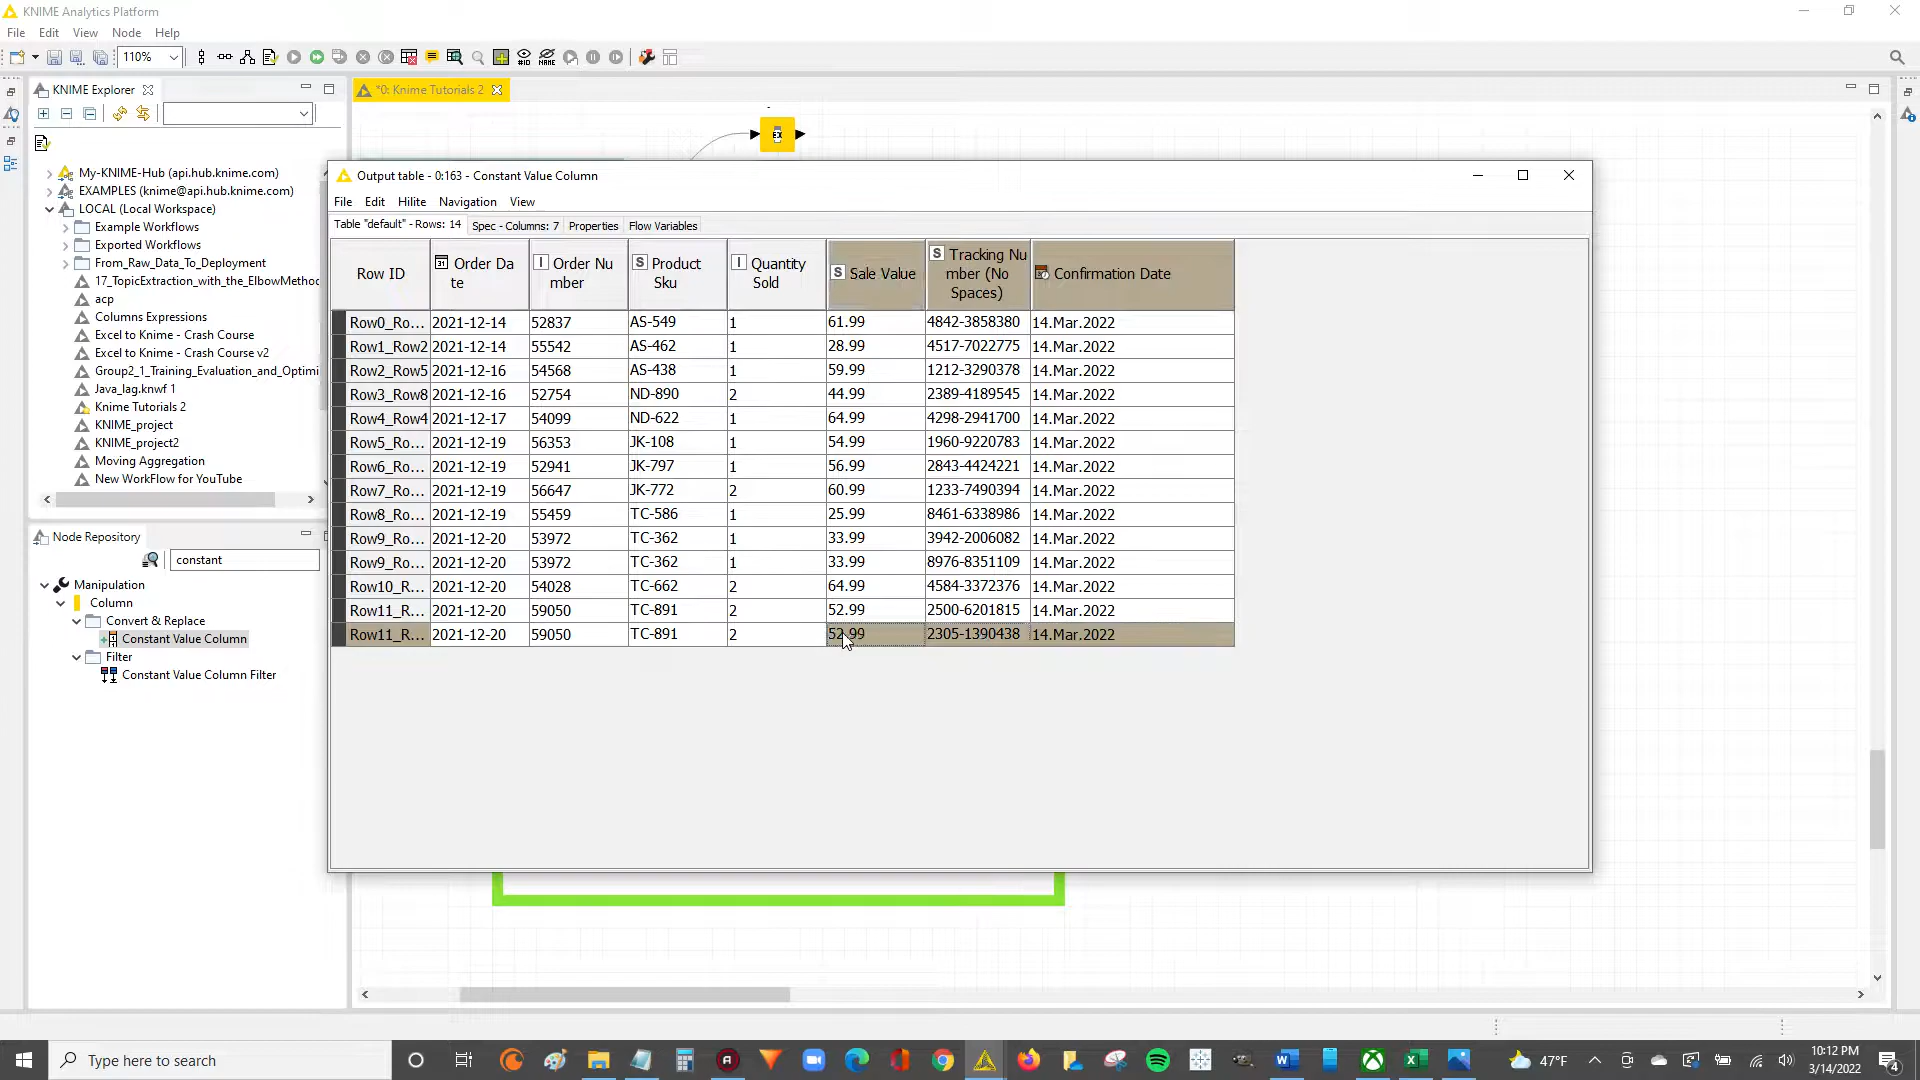 KNIME Analytics Platform
File Edit View Node Help
110%
KNIME Explorer
*0: Knime Tutorials 2
My-KNIME-Hub (api.hub.knime.com)
EXAMPLES (knime@api.hub.knime.com)
LOCAL (Local Workspace)
Example Workflows
Exported Workflows
From_Raw_Data_To_Deployment
17_TopicExtraction_with_the_ElbowMethod
acp
Columns Expressions
Excel to Knime - Crash Course
Excel to Knime - Crash Course v2
Group2_1_Training_Evaluation_and_Optimi
Java_lag.knwf 1
Knime Tutorials 2
KNIME_project
KNIME_project2
Moving Aggregation
New WorkFlow for YouTube
Node Repository
constant
Manipulation
Column
Convert & Replace
Constant Value Column
Filter
Constant Value Column Filter
Output table - 0:163 - Constant Value Column
File Edit Hilite Navigation View
Table "default" - Rows: 14 Spec - Columns: 7 Properties Flow Variables
Row ID Order Da te Order Nu mber Product Sku Quantity Sold Sale Value Tracking Nu mber (No Spaces) Confirmation Date
Row0_Ro... 2021-12-14 52837 AS-549 1 61.99 4842-3858380 14.Mar.2022
Row1_Row2 2021-12-14 55542 AS-462 1 28.99 4517-7022775 14.Mar.2022
Row2_Row5 2021-12-16 54568 AS-438 1 59.99 1212-3290378 14.Mar.2022
Row3_Row8 2021-12-16 52754 ND-890 2 44.99 2389-4189545 14.Mar.2022
Row4_Row4 2021-12-17 54099 ND-622 1 64.99 4298-2941700 14.Mar.2022
Row5_Ro... 2021-12-19 56353 JK-108 1 54.99 1960-9220783 14.Mar.2022
Row6_Ro... 2021-12-19 52941 JK-797 1 56.99 2843-4424221 14.Mar.2022
Row7_Ro... 2021-12-19 56647 JK-772 2 60.99 1233-7490394 14.Mar.2022
Row8_Ro... 2021-12-19 55459 TC-586 1 25.99 8461-6338986 14.Mar.2022
Row9_Ro... 2021-12-20 53972 TC-362 1 33.99 3942-2006082 14.Mar.2022
Row9_Ro... 2021-12-20 53972 TC-362 1 33.99 8976-8351109 14.Mar.2022
Row10_R... 2021-12-20 54028 TC-662 2 64.99 4584-3372376 14.Mar.2022
Row11_R... 2021-12-20 59050 TC-891 2 52.99 2500-6201815 14.Mar.2022
Row11_R... 2021-12-20 59050 TC-891 2 52.99 2305-1390438 14.Mar.2022
Type here to search
47°F
10:12 PM
3/14/2022
4